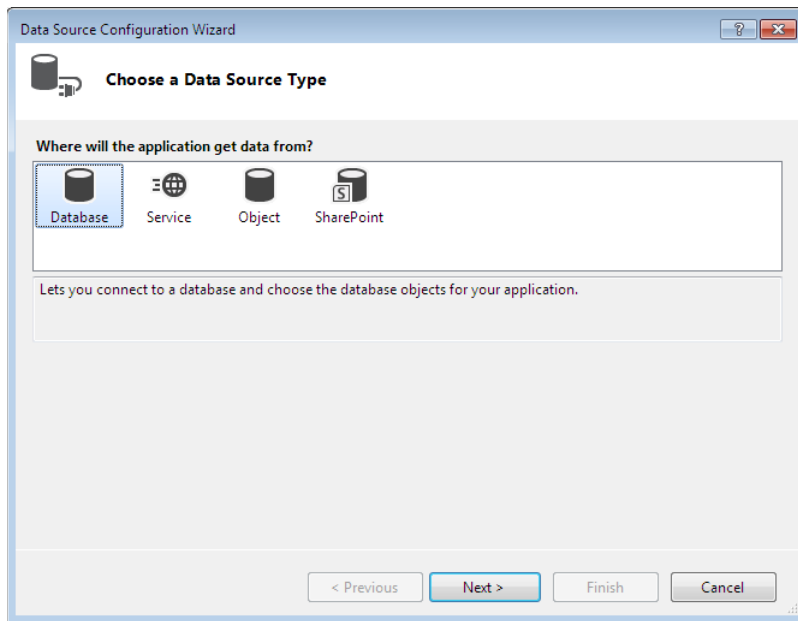 Data Source Configuration Wizard
?
Choose a Data Source Type
Where will the application get data from?
Database Service Object SharePoint
Lets you connect to a database and choose the database objects for your application.
< Previous Next > Finish Cancel